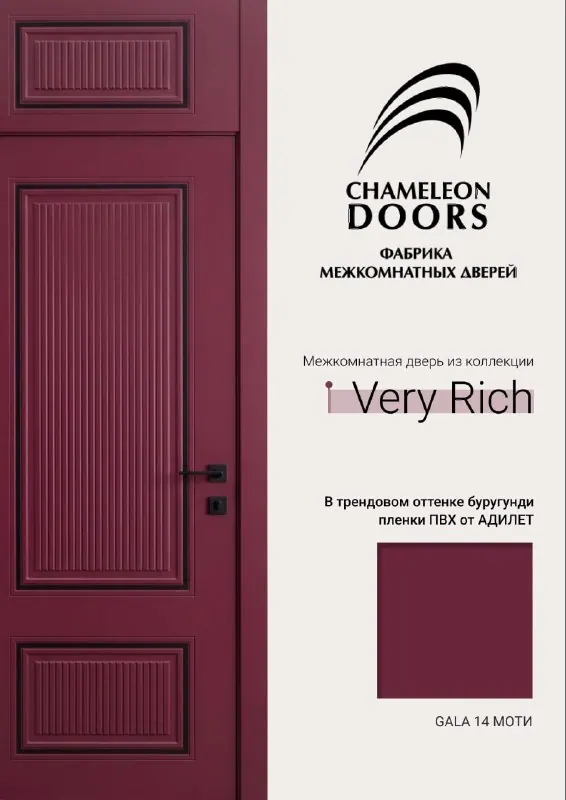 CHAMELEON
DOORS
ФАБРИКА
МЕЖКОМНАТНЫХ ДВЕРЕЙ
Межкомнатная дверь из коллекции
Very Rich
В трендовом оттенке буругунди
пленки ПВХ от АДИЛЕТ
GALA 14 МОТИ